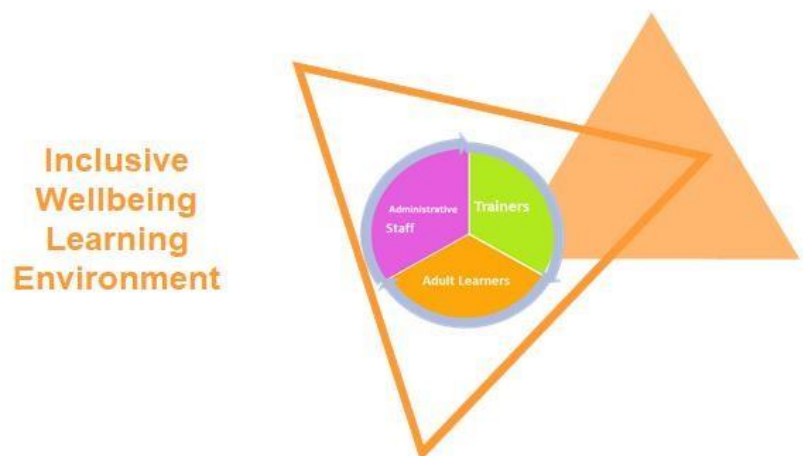 Inclusive
Wellbeing
Learning
Environment
Administrative
Staff
Trainers
Adult Learners